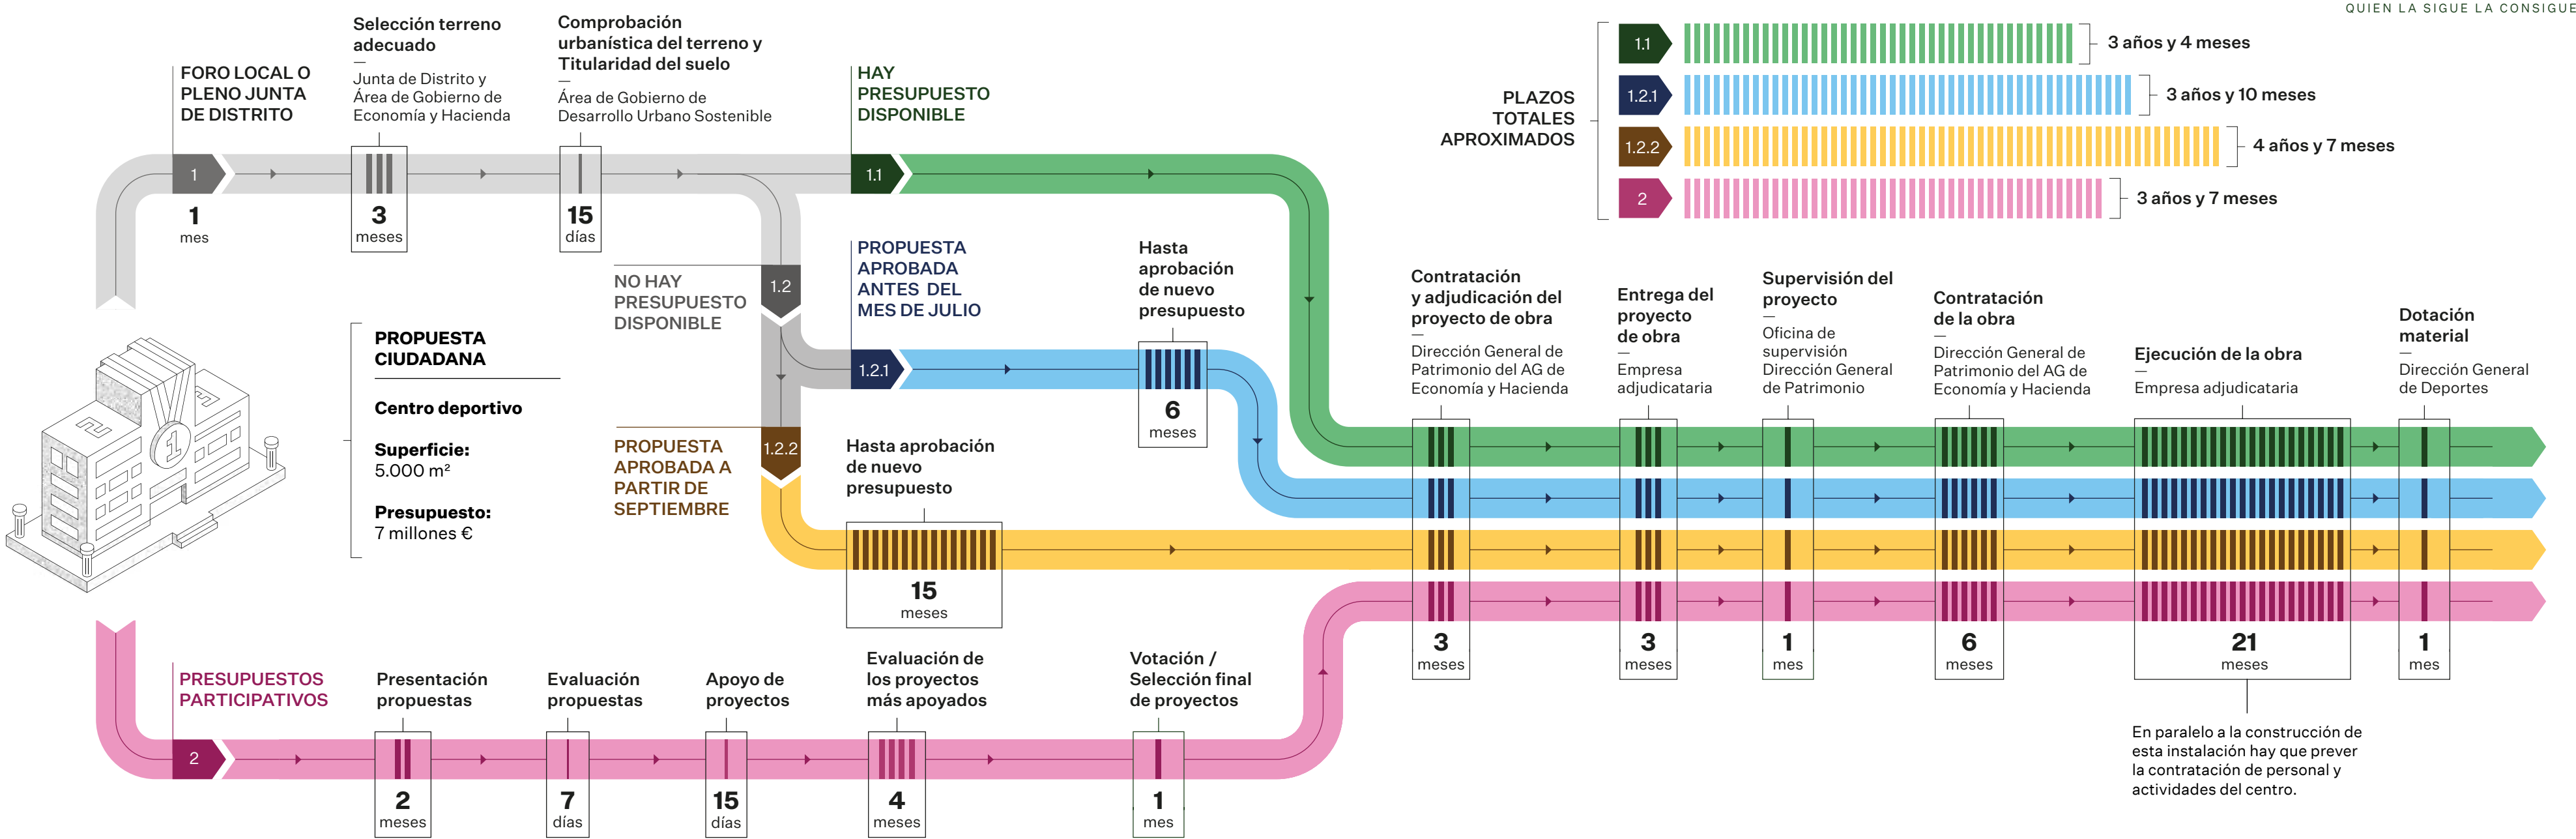 QUIEN LA SIGUE LA CONSIGUE
PLAZOS
TOTALES
APROXIMADOS
1.1
3 años y 4 meses
1.2.1
3 años y 10 meses
1.2.2
4 años y 7 meses
2
3 años y 7 meses
FORO LOCAL O
PLENO JUNTA
DE DISTRITO
1
1
mes
Selección terreno
adecuado
—
Junta de Distrito y
Área de Gobierno de
Economía y Hacienda
3
meses
Comprobación
urbanística del terreno y
Titularidad del suelo
—
Área de Gobierno de
Desarrollo Urbano Sostenible
15
días
HAY
PRESUPUESTO
DISPONIBLE
1.1
NO HAY
PRESUPUESTO
DISPONIBLE
1.2
PROPUESTA
APROBADA
ANTES DEL
MES DE JULIO
1.2.1
Hasta
aprobación
de nuevo
presupuesto
6
meses
PROPUESTA
APROBADA A
PARTIR DE
SEPTIEMBRE
1.2.2
Hasta aprobación
de nuevo
presupuesto
15
meses
PROPUESTA
CIUDADANA
Centro deportivo
Superficie:
5.000 m²
Presupuesto:
7 millones €
2
1
3
PRESUPUESTOS
PARTICIPATIVOS
2
Presentación
propuestas
2
meses
Evaluación
propuestas
7
días
Apoyo de
proyectos
15
días
Evaluación de
los proyectos
más apoyados
4
meses
Votación /
Selección final
de proyectos
1
mes
Contratación
y adjudicación del
proyecto de obra
—
Dirección General de
Patrimonio del AG de
Economía y Hacienda
3
meses
Entrega del
proyecto
de obra
—
Empresa
adjudicataria
3
meses
Supervisión del
proyecto
—
Oficina de
supervisión
Dirección General
de Patrimonio
1
mes
Contratación
de la obra
—
Dirección General de
Patrimonio del AG de
Economía y Hacienda
6
meses
Ejecución de la obra
—
Empresa adjudicataria
21
meses
En paralelo a la construcción de
esta instalación hay que prever
la contratación de personal y
actividades del centro.
Dotación
material
—
Dirección General
de Deportes
1
mes